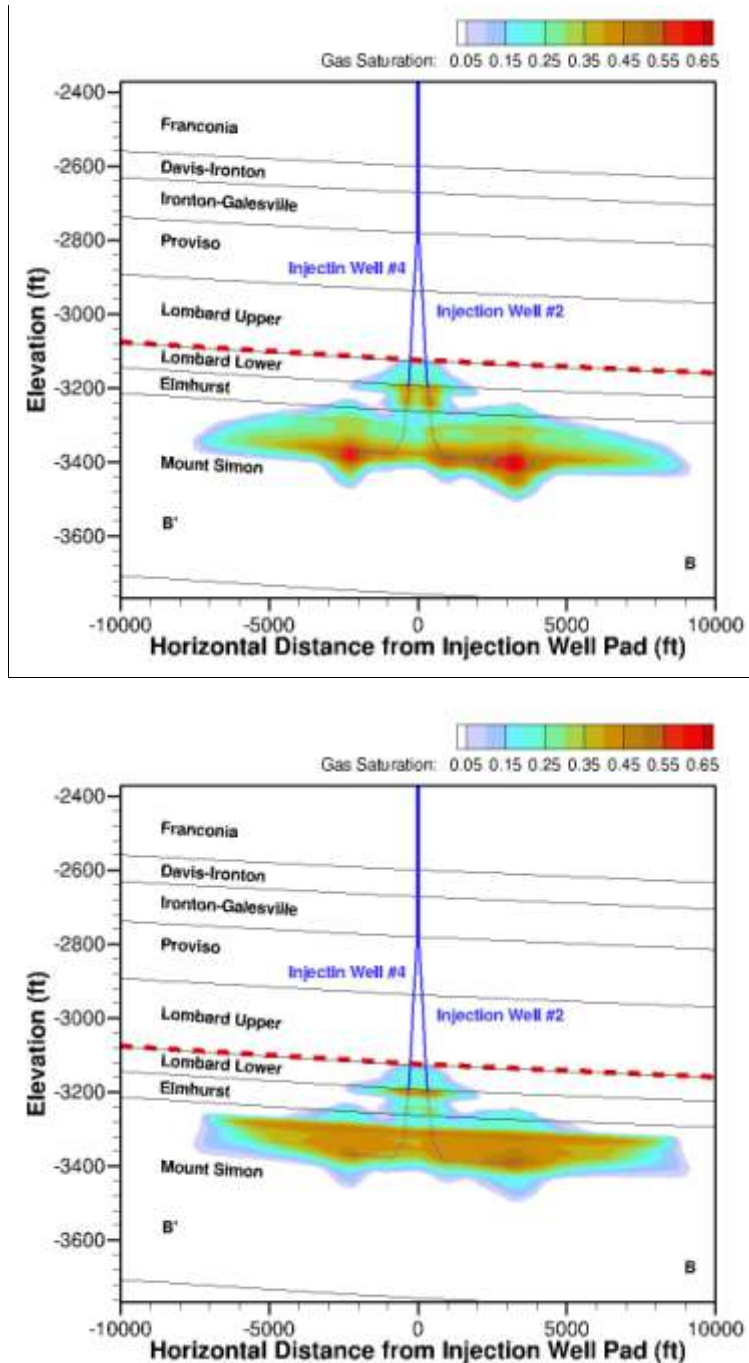 Gas Saturation: 0.05 0.15 0.25 0.35 0.45 0.55 0.65
-2400
Franconia
-2600
Davis-Ironton
Ironton-Galesville
-2800
Proviso
Injectin Well #4
-3000
Lombard Upper
Injection Well #2
Lombard Lower
-3200
Elmhurst
-3400
Mount Simon
B'
-3600
B
Elevation (ft)
-10000 -5000 0 5000 10000
Horizontal Distance from Injection Well Pad (ft)
Gas Saturation: 0.05 0.15 0.25 0.35 0.45 0.55 0.65
-2400
Franconia
-2600
Davis-Ironton
Ironton-Galesville
-2800
Proviso
Injectin Well #4
-3000
Lombard Upper
Injection Well #2
Lombard Lower
-3200
Elmhurst
-3400
Mount Simon
B'
-3600
B
Elevation (ft)
-10000 -5000 0 5000 10000
Horizontal Distance from Injection Well Pad (ft)